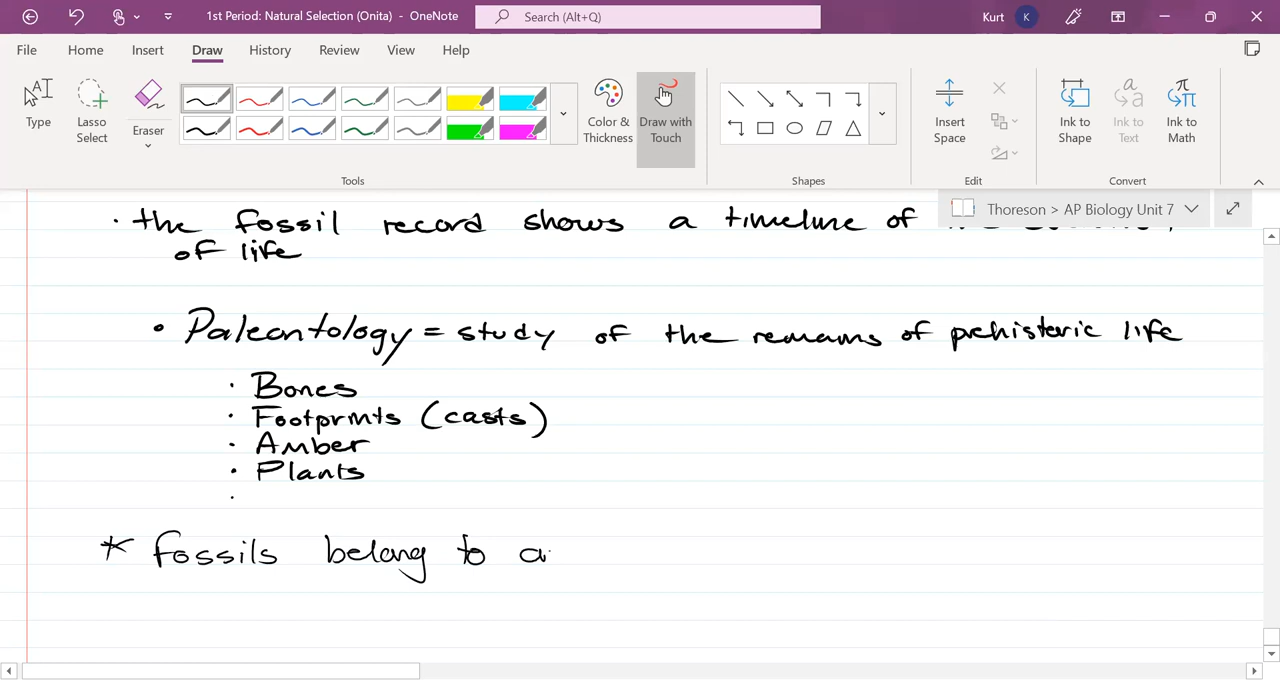 1st Period: Natural Selection (Onita) - OneNote
Search (Alt+Q)
Kurt K
File Home Insert Draw History Review View Help
Type
Lasso Select
Eraser
Color & Thickness
Draw with Touch
Insert Space
Ink to Shape
Ink to Text
Ink to Math
Tools Shapes Edit Convert
Thoreson > AP Biology Unit 7
· the fossil record shows a timeline of
of life
• Paleontology = study of the remains of prehistoric life
· Bones
· Footprints (casts)
· Amber
· Plants
·
* Fossils belong to a